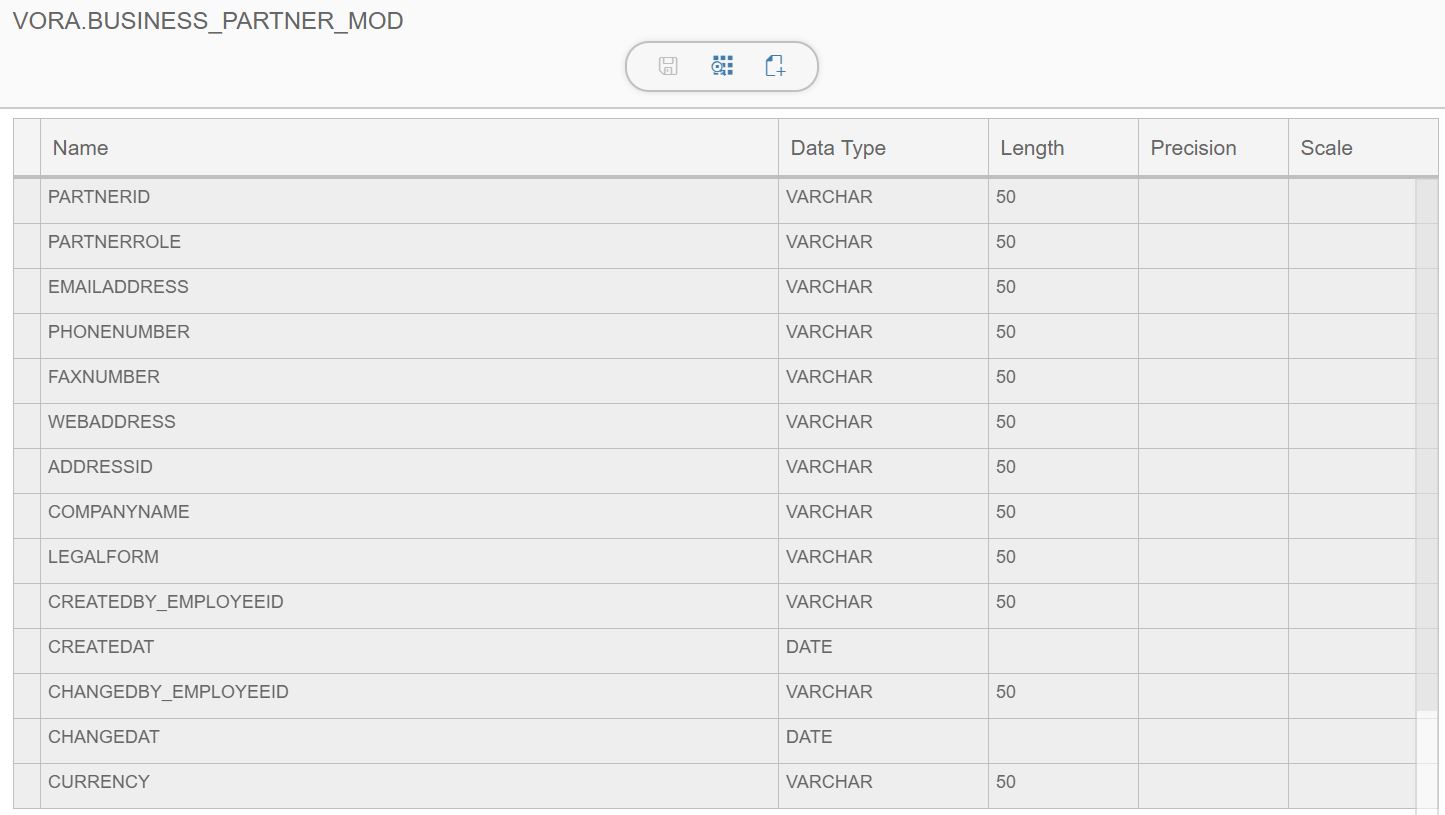 VORA.BUSINESS_PARTNER_MOD
Name Data Type Length Precision Scale
PARTNERID VARCHAR 50
PARTNERROLE VARCHAR 50
EMAILADDRESS VARCHAR 50
PHONENUMBER VARCHAR 50
FAXNUMBER VARCHAR 50
WEBADDRESS VARCHAR 50
ADDRESSID VARCHAR 50
COMPANYNAME VARCHAR 50
LEGALFORM VARCHAR 50
CREATEDBY_EMPLOYEEID VARCHAR 50
CREATEDAT DATE
CHANGEDBY_EMPLOYEEID VARCHAR 50
CHANGEDAT DATE
CURRENCY VARCHAR 50